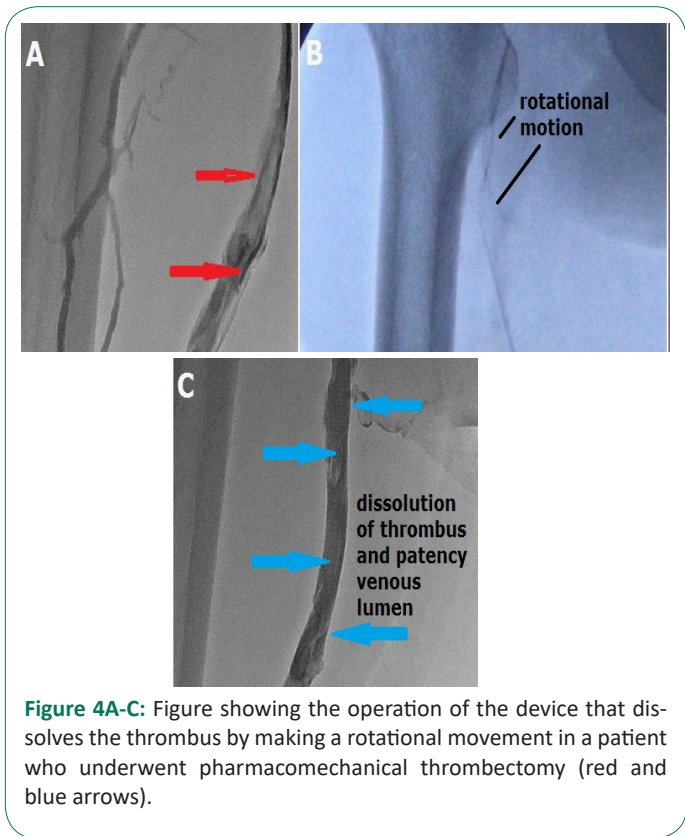 A
B
rotational
motion
C
dissolution
of thrombus
and patency
venous
lumen
Figure 4A-C: Figure showing the operation of the device that dis-
solves the thrombus by making a rotational movement in a patient
who underwent pharmacomechanical thrombectomy (red and
blue arrows).